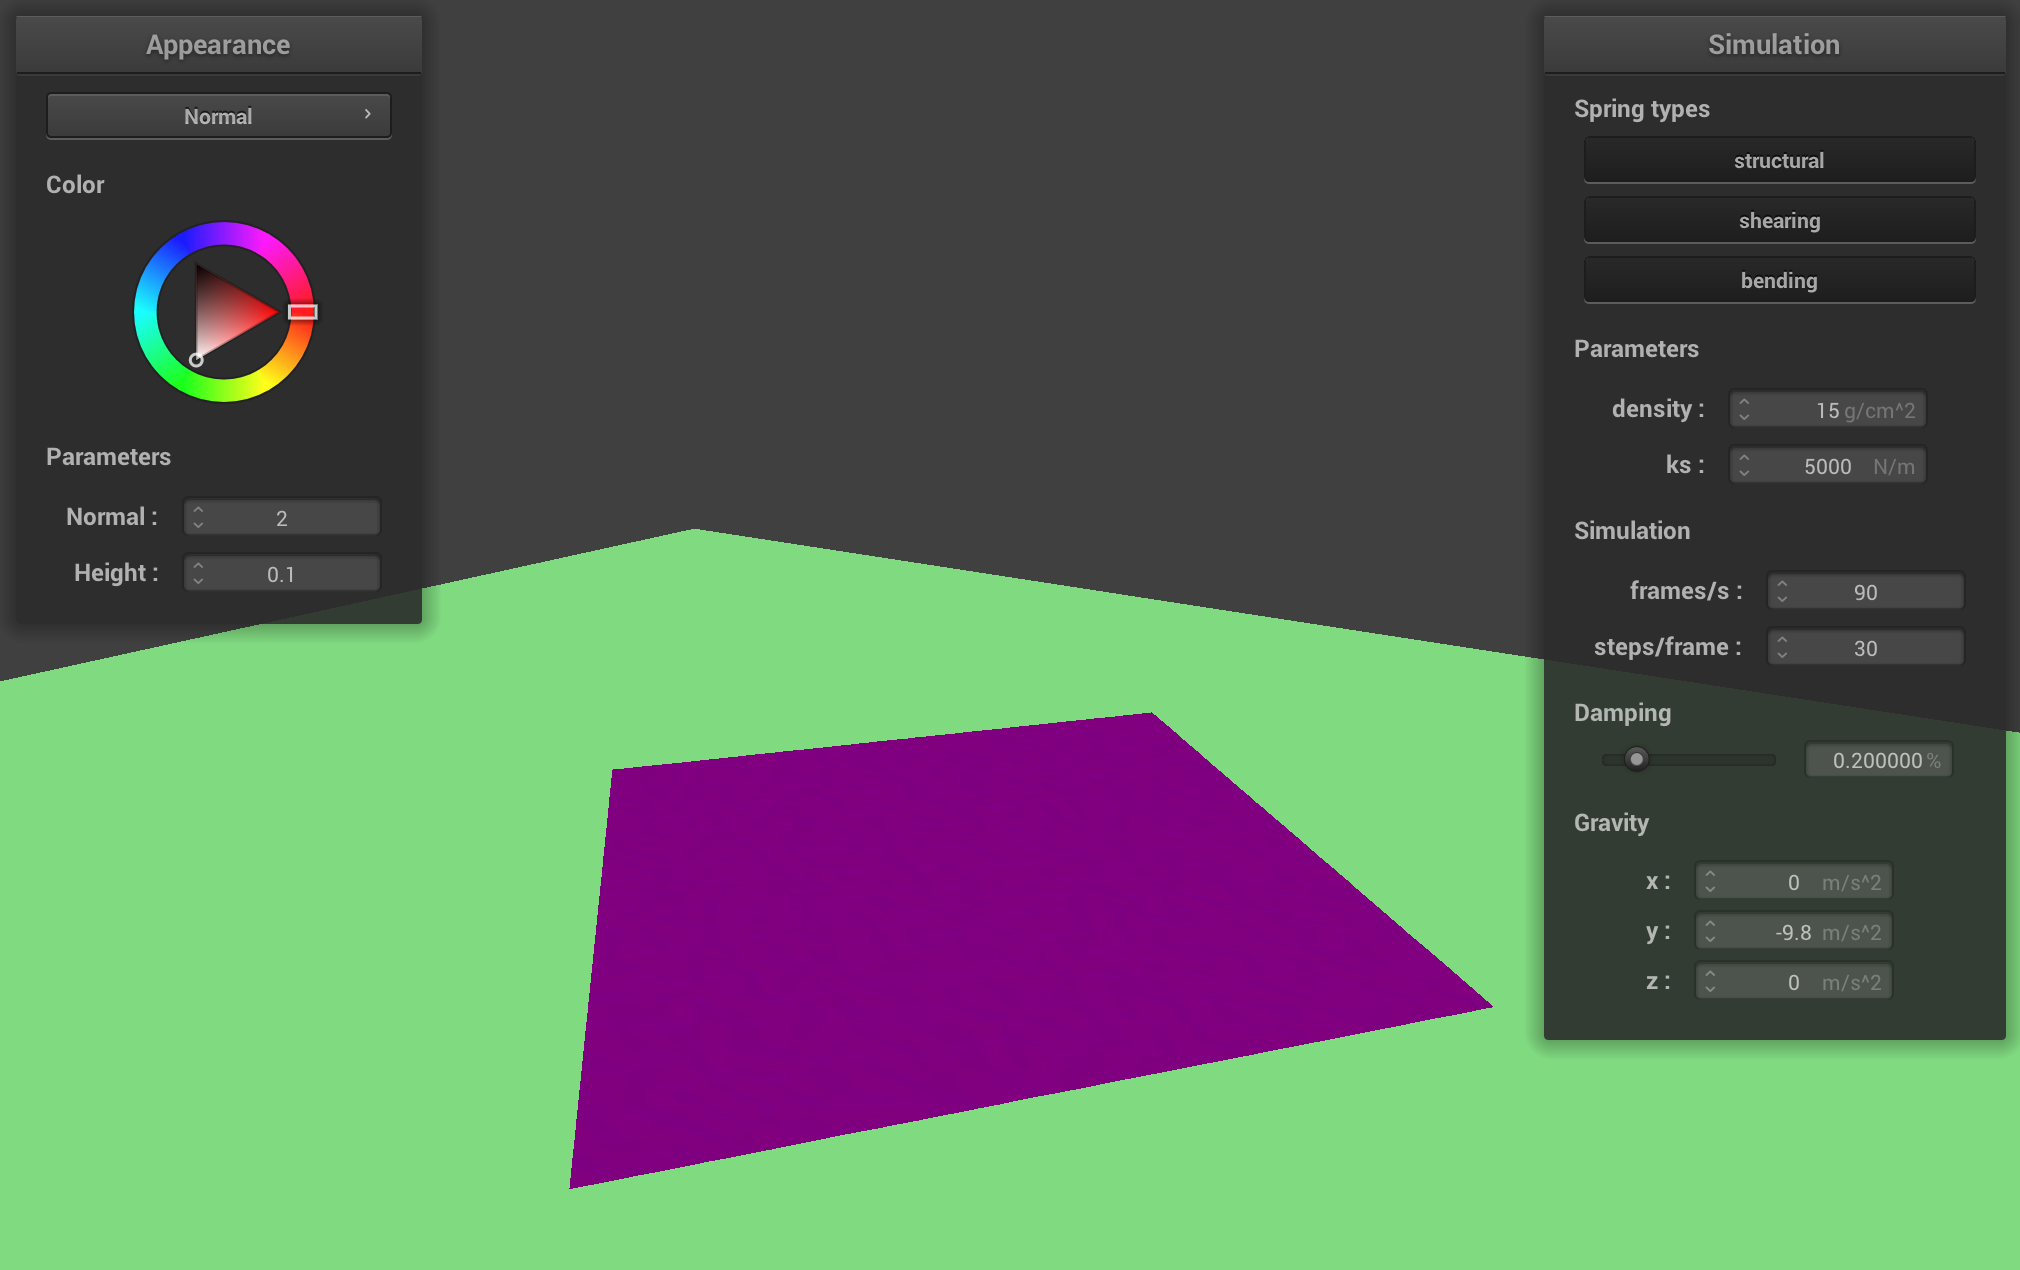 Appearance
Normal
Color
Parameters
Normal : 2
Height : 0.1
Simulation
Spring types
structural
shearing
bending
Parameters
density : 15 g/cm^2
ks : 5000 N/m
Simulation
frames/s : 90
steps/frame : 30
Damping
0.200000 %
Gravity
x : 0 m/s^2
y : -9.8 m/s^2
z : 0 m/s^2